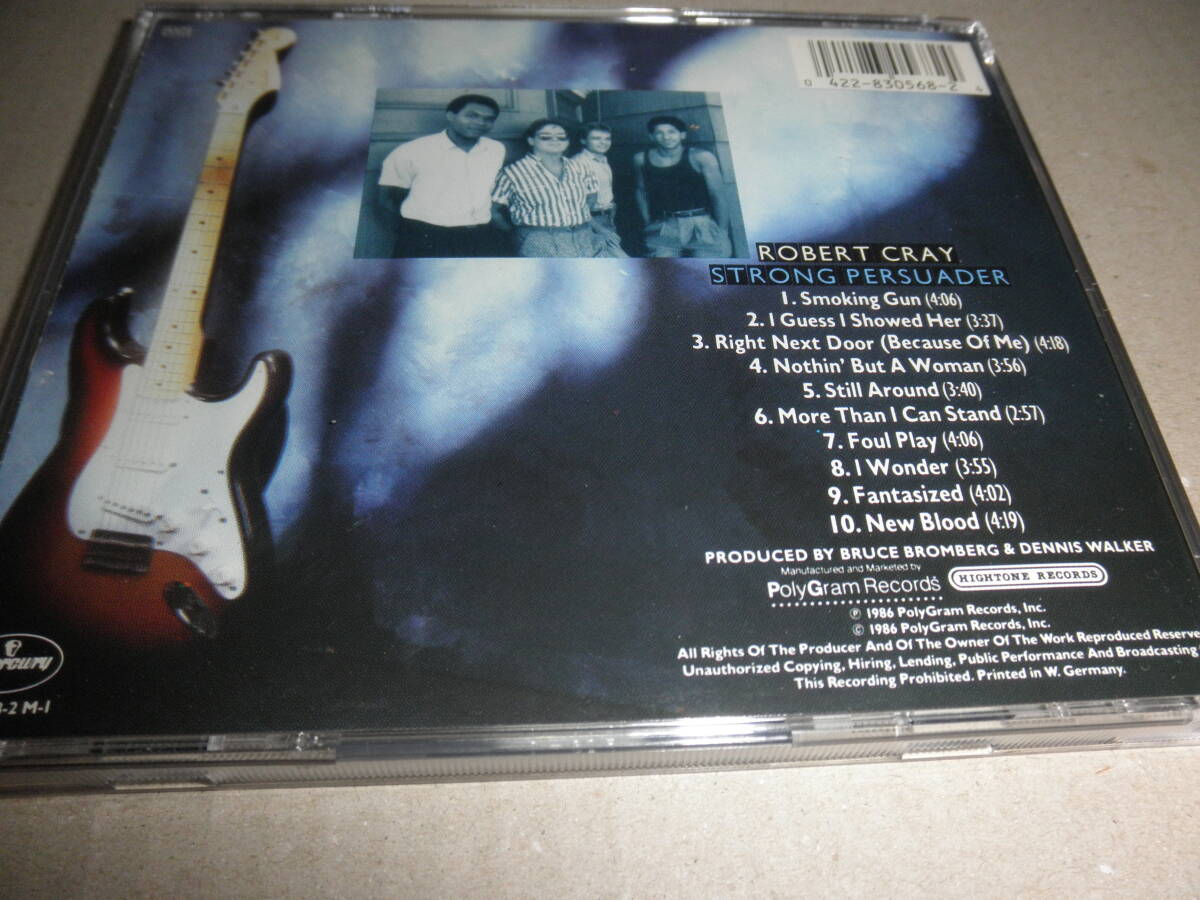 0 422-830568-2 4
ROBERT CRAY
STRONG PERSUADER
1. Smoking Gun (4:06)
2. I Guess I Showed Her (3:37)
3. Right Next Door (Because Of Me) (4:18)
4. Nothin' But A Woman (3:56)
5. Still Around (3:40)
6. More Than I Can Stand (2:57)
7. Foul Play (4:06)
8. I Wonder (3:55)
9. Fantasized (4:02)
10. New Blood (4:19)
PRODUCED BY BRUCE BROMBERG & DENNIS WALKER
Manufactured and Marketed by
PolyGram Records
HIGHTONE RECORDS
℗ 1986 PolyGram Records, Inc.
© 1986 PolyGram Records, Inc.
All Rights Of The Producer And Of The Owner Of The Work Reproduced Reserve
Unauthorized Copying, Hiring, Lending, Public Performance And Broadcasting
This Recording Prohibited. Printed in W. Germany.
ercury
-2 M-1